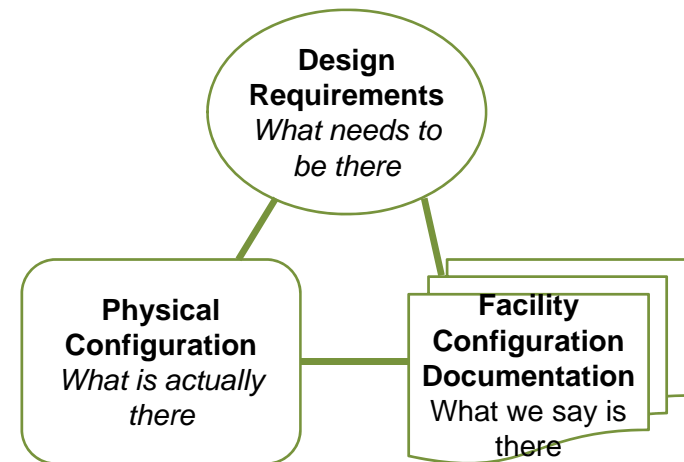 Design
Requirements
What needs to
be there
Physical
Configuration
What is actually
there
Facility
Configuration
Documentation
What we say is
there